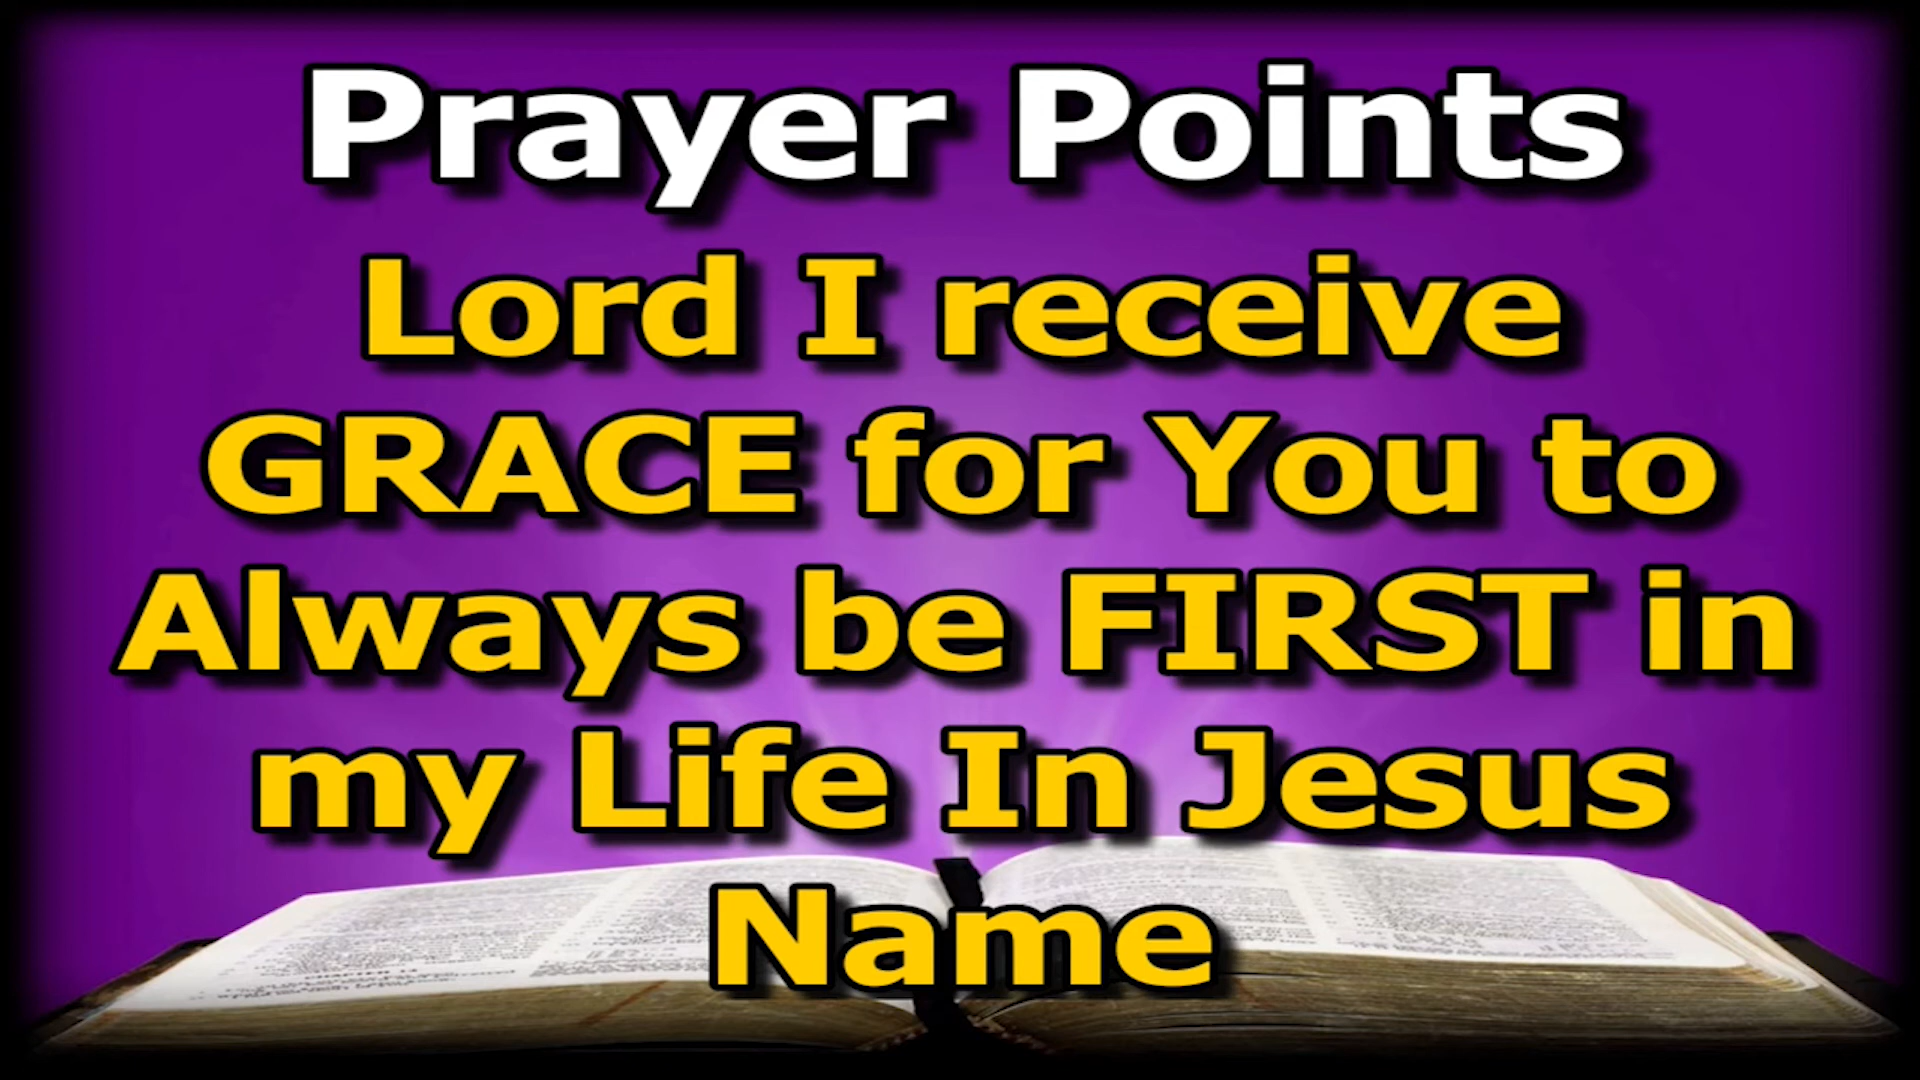 Prayer Points
Lord I receive
GRACE for You to
Always be FIRST in
my Life In Jesus
Name